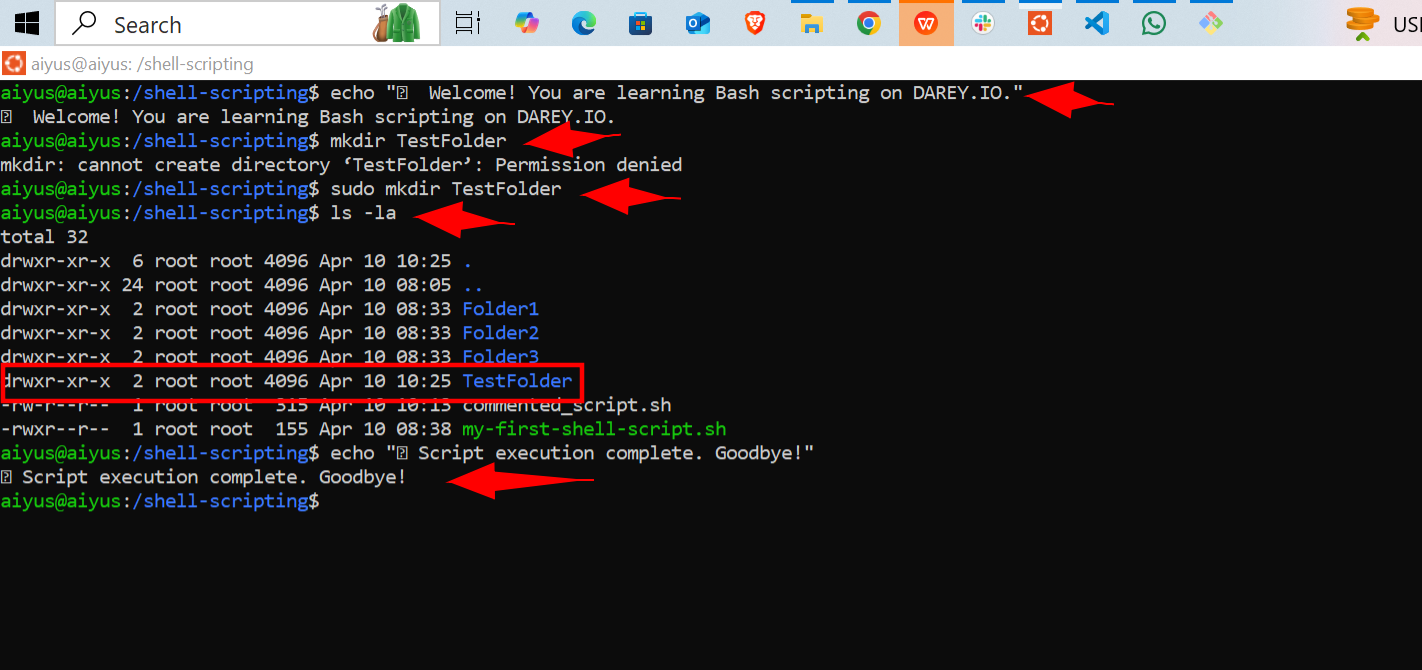 Search
USD
aiyus@aiyus: /shell-scripting
aiyus@aiyus:/shell-scripting$ echo "�  Welcome! You are learning Bash scripting on DAREY.IO."
�  Welcome! You are learning Bash scripting on DAREY.IO.
aiyus@aiyus:/shell-scripting$ mkdir TestFolder
mkdir: cannot create directory ‘TestFolder’: Permission denied
aiyus@aiyus:/shell-scripting$ sudo mkdir TestFolder
aiyus@aiyus:/shell-scripting$ ls -la
total 32
drwxr-xr-x  6 root root 4096 Apr 10 10:25 .
drwxr-xr-x 24 root root 4096 Apr 10 08:05 ..
drwxr-xr-x  2 root root 4096 Apr 10 08:33 Folder1
drwxr-xr-x  2 root root 4096 Apr 10 08:33 Folder2
drwxr-xr-x  2 root root 4096 Apr 10 08:33 Folder3
drwxr-xr-x  2 root root 4096 Apr 10 10:25 TestFolder
-rw-r--r--  1 root root  315 Apr 10 10:13 commented_script.sh
-rwxr--r--  1 root root  155 Apr 10 08:38 my-first-shell-script.sh
aiyus@aiyus:/shell-scripting$ echo "� Script execution complete. Goodbye!"
� Script execution complete. Goodbye!
aiyus@aiyus:/shell-scripting$